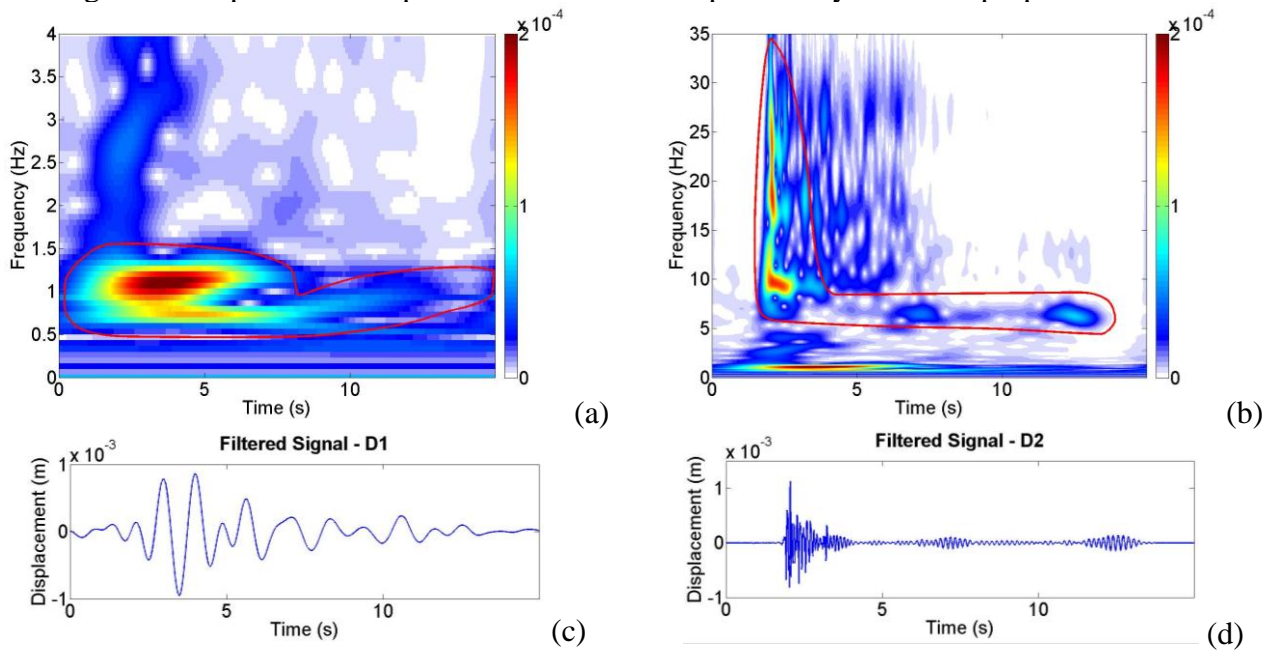 x 10-4
2
1
0
4
3.5
3
2.5
2
1.5
1
0.5
0
0 5 10
Frequency (Hz)
Time (s)
(a)
x 10-4
2
1
0
35
30
25
20
15
10
5
0
0 5 10
Frequency (Hz)
Time (s)
(b)
Filtered Signal - D1
x 10-3
1
0
-1
0 5 10
Displacement (m)
Time (s)
(c)
Filtered Signal - D2
x 10-3
1
0
-1
0 5 10
Displacement (m)
Time (s)
(d)